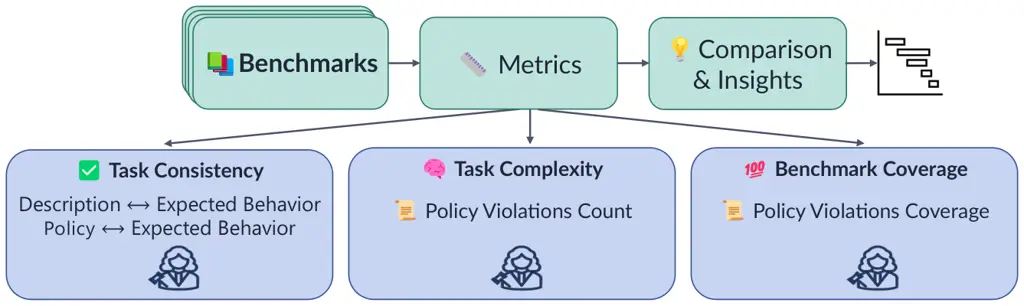 Benchmarks
Metrics
Comparison
& Insights
Task Consistency
Description ↔ Expected Behavior
Policy ↔ Expected Behavior
Task Complexity
Policy Violations Count
100
Benchmark Coverage
Policy Violations Coverage